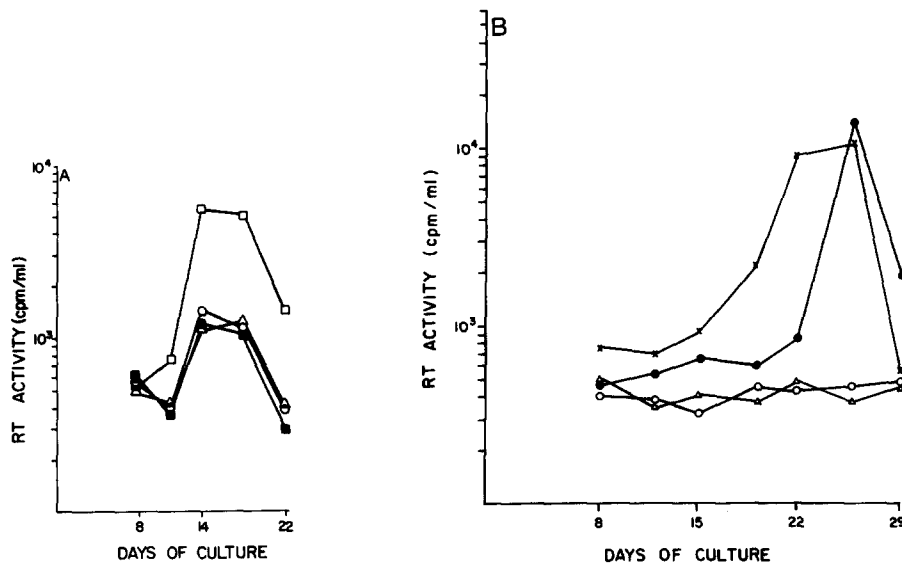 A
10⁴
10³
RT ACTIVITY (cpm/ml)
8 14 22
DAYS OF CULTURE
B
10⁴
10³
RT ACTIVITY (cpm/ml)
8 15 22 29
DAYS OF CULTURE